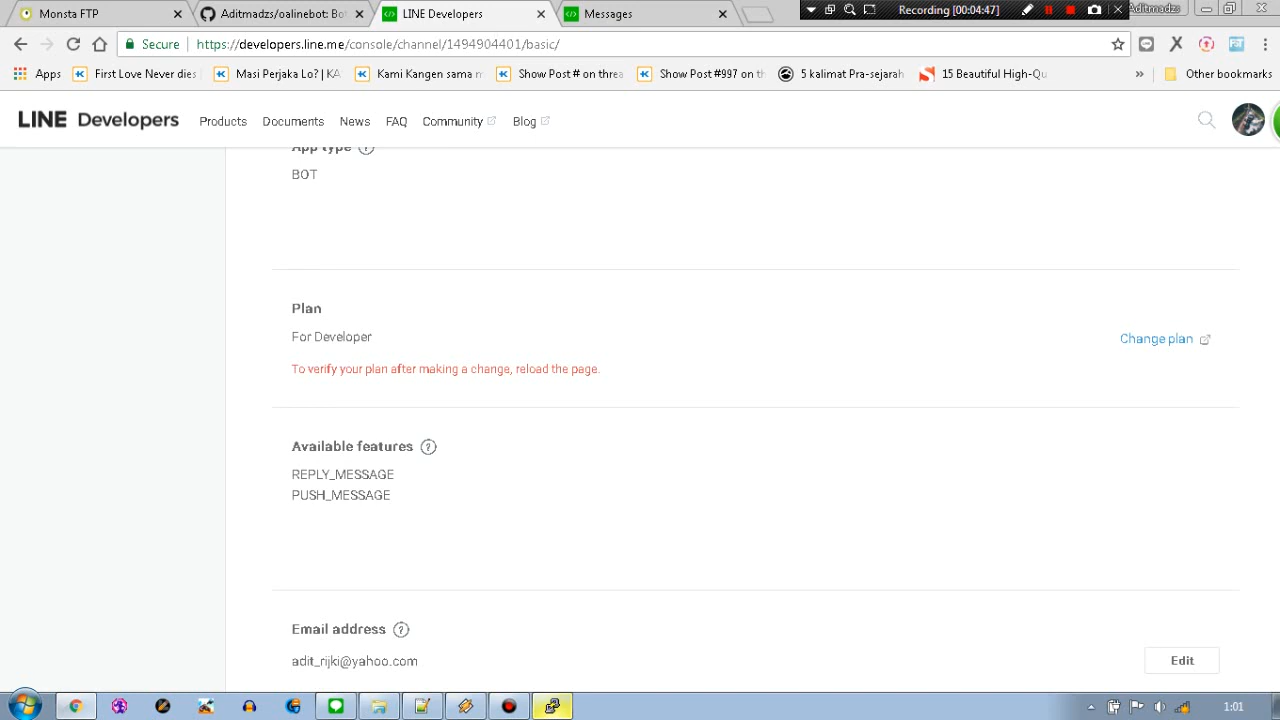 Monsta FTP
Aditmadzoalinebot: Bot
LINE Developers
Messages
Recording [00:04:47]
Aditmadzs
Secure
https://developers.line.me/console/channel/1494904401/basic/
Apps
First Love Never dies
Masi Perjaka Lo? | KA
Kami Kangen sama m
Show Post # on threa
Show Post #997 on th
5 kalimat Pra-sejarah
15 Beautiful High-Qu
»
Other bookmarks
LINE Developers
Products
Documents
News
FAQ
Community
Blog
App type ?
BOT
Plan
For Developer
Change plan
To verify your plan after making a change, reload the page.
Available features ?
REPLY_MESSAGE
PUSH_MESSAGE
Email address ?
adit_rijki@yahoo.com
Edit
1:01